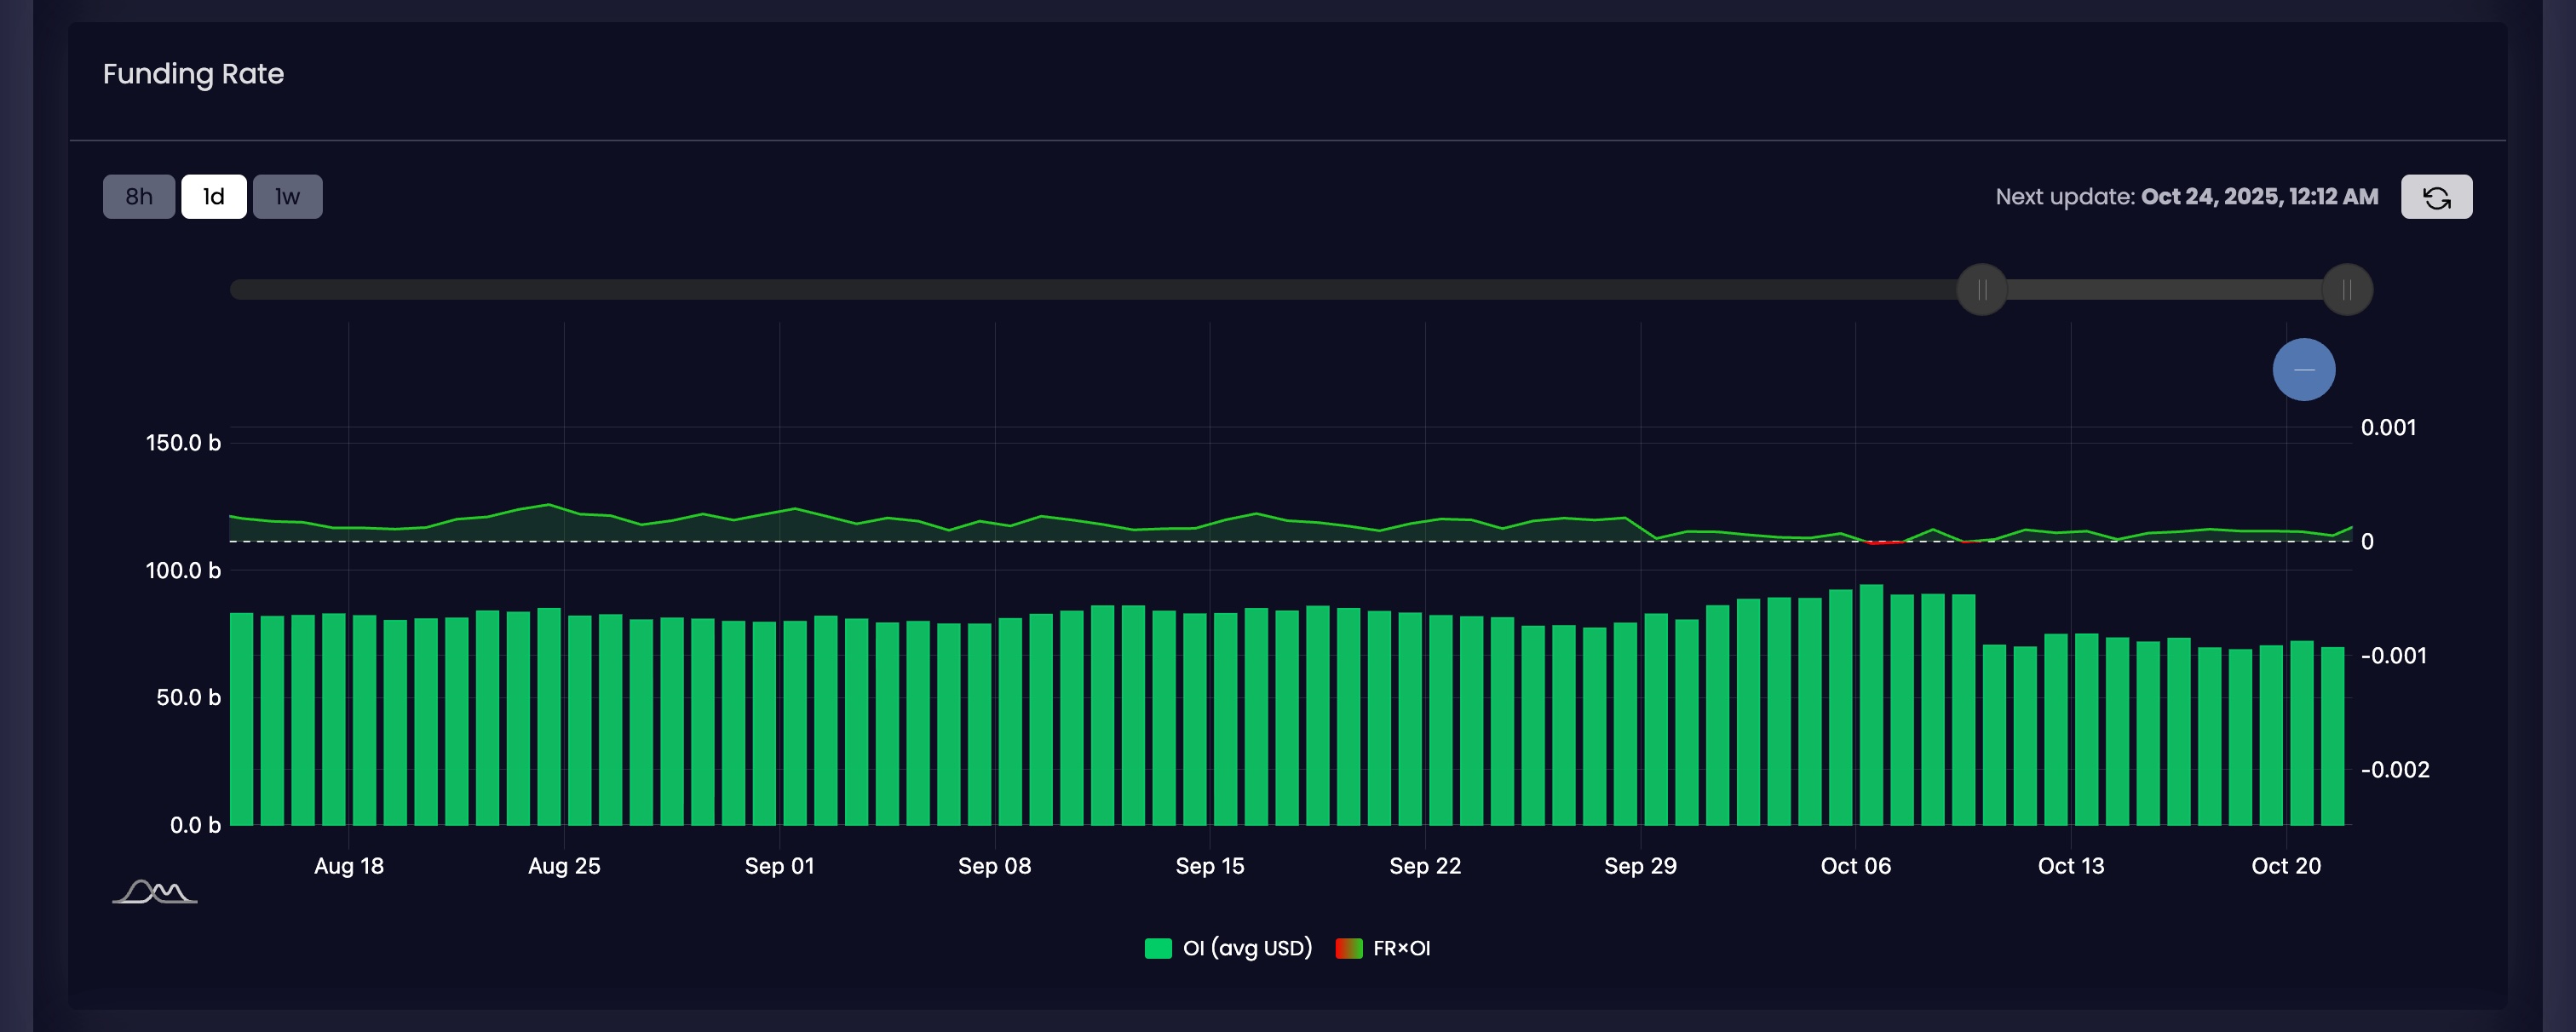 Funding Rate
8h 1d 1w
Next update: Oct 24, 2025, 12:12 AM
150.0 b
100.0 b
50.0 b
0.0 b
0.001
0
-0.001
-0.002
Aug 18 Aug 25 Sep 01 Sep 08 Sep 15 Sep 22 Sep 29 Oct 06 Oct 13 Oct 20
OI (avg USD) FR×OI